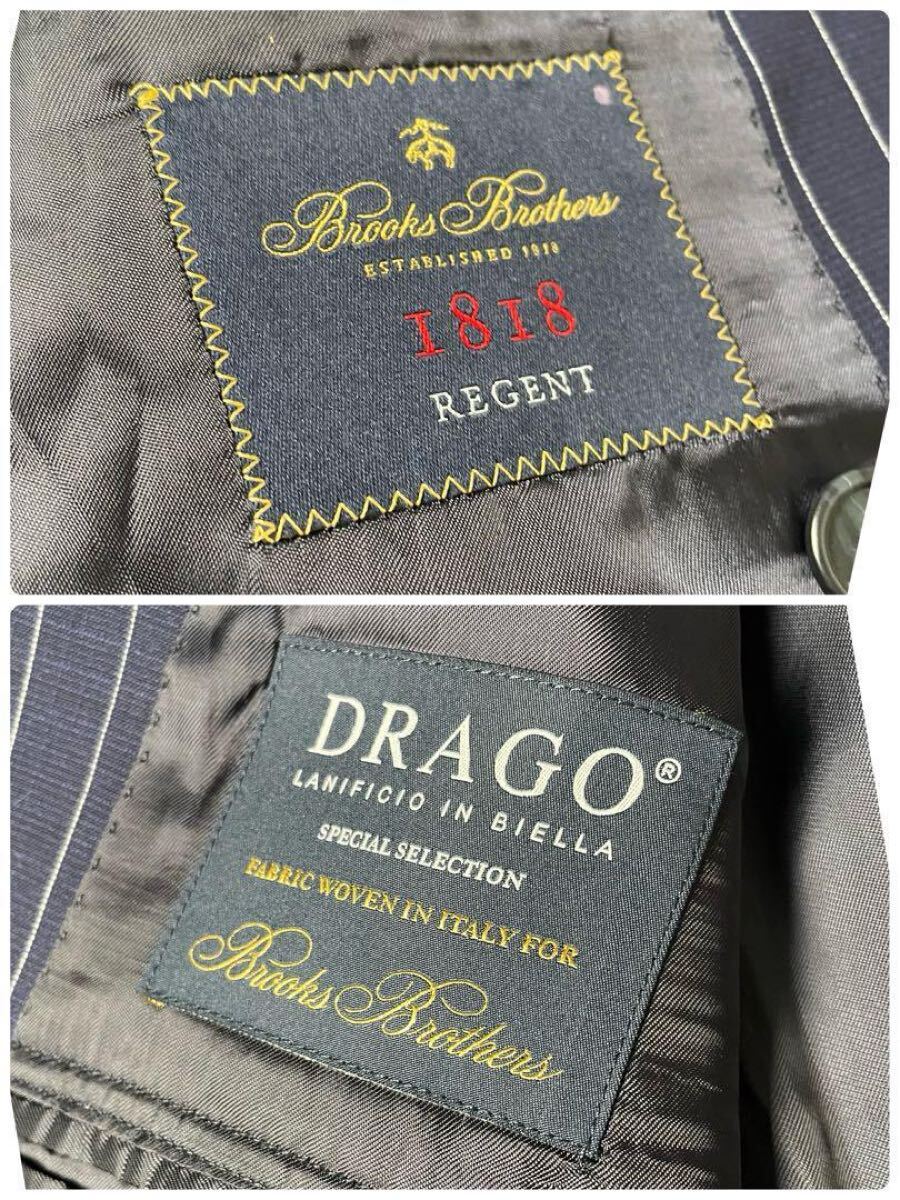 Brooks Brothers
ESTABLISHED 1818
1818
REGENT
DRAGO®
LANIFICIO IN BIELLA
SPECIAL SELECTION
FABRIC WOVEN IN ITALY FOR
Brooks Brothers